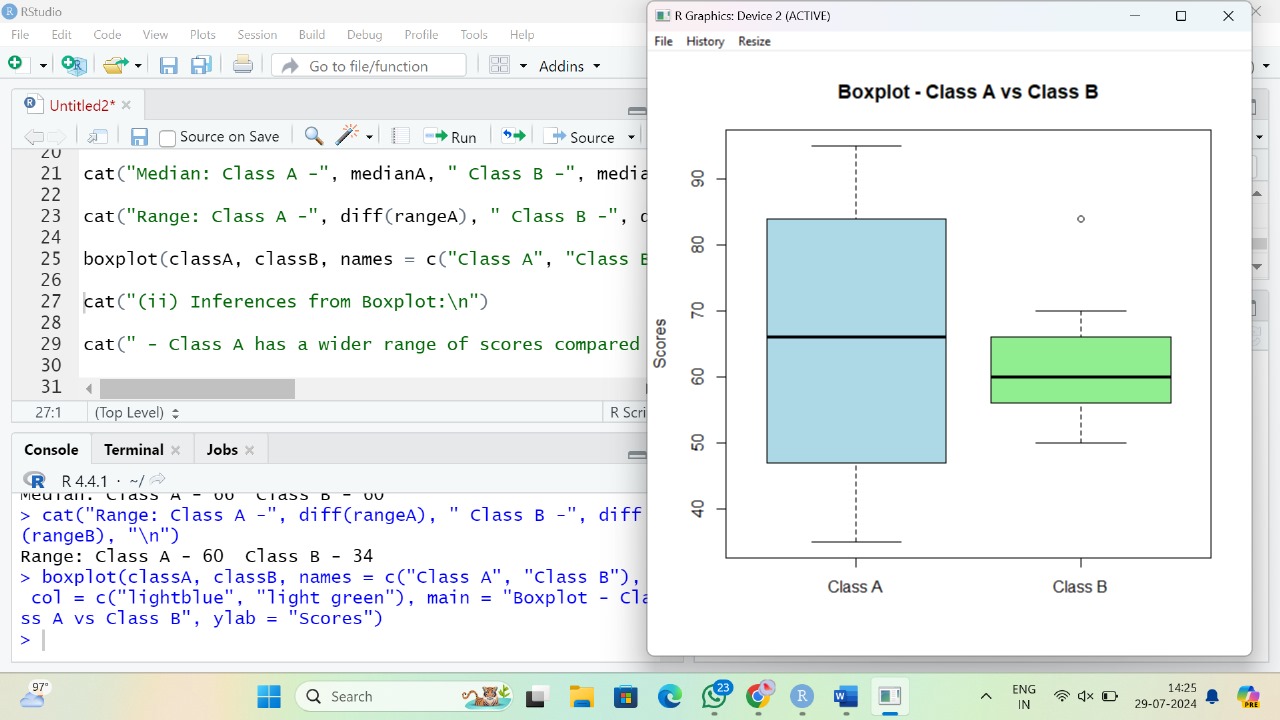 RStudio
File Edit Code View Plots Session Build Debug Profile Tools Help
Go to file/function
Addins
Untitled2*
Source on Save
Run
Source
20
21 cat("Median: Class A -", medianA, " Class B -", media
22
23 cat("Range: Class A -", diff(rangeA), " Class B -", d
24
25 boxplot(classA, classB, names = c("Class A", "Class B
26
27 cat("(ii) Inferences from Boxplot:\n")
28
29 cat(" - Class A has a wider range of scores compared
30
31
27:1 (Top Level) R Scri
Console Terminal Jobs
R 4.4.1 · ~/
Median: Class A - 66 Class B - 60
> cat("Range: Class A -", diff(rangeA), " Class B -", diff
(rangeB), "\n")
Range: Class A - 60 Class B - 34
> boxplot(classA, classB, names = c("Class A", "Class B"),
col = c("lightblue", "light green"), main = "Boxplot - Cla
ss A vs Class B", ylab = "Scores")
>
R Graphics: Device 2 (ACTIVE)
File History Resize
Boxplot - Class A vs Class B
Scores
90
80
70
60
50
40
Class A Class B
97°
Search
23
PRE
ENG
IN
14:25
29-07-2024